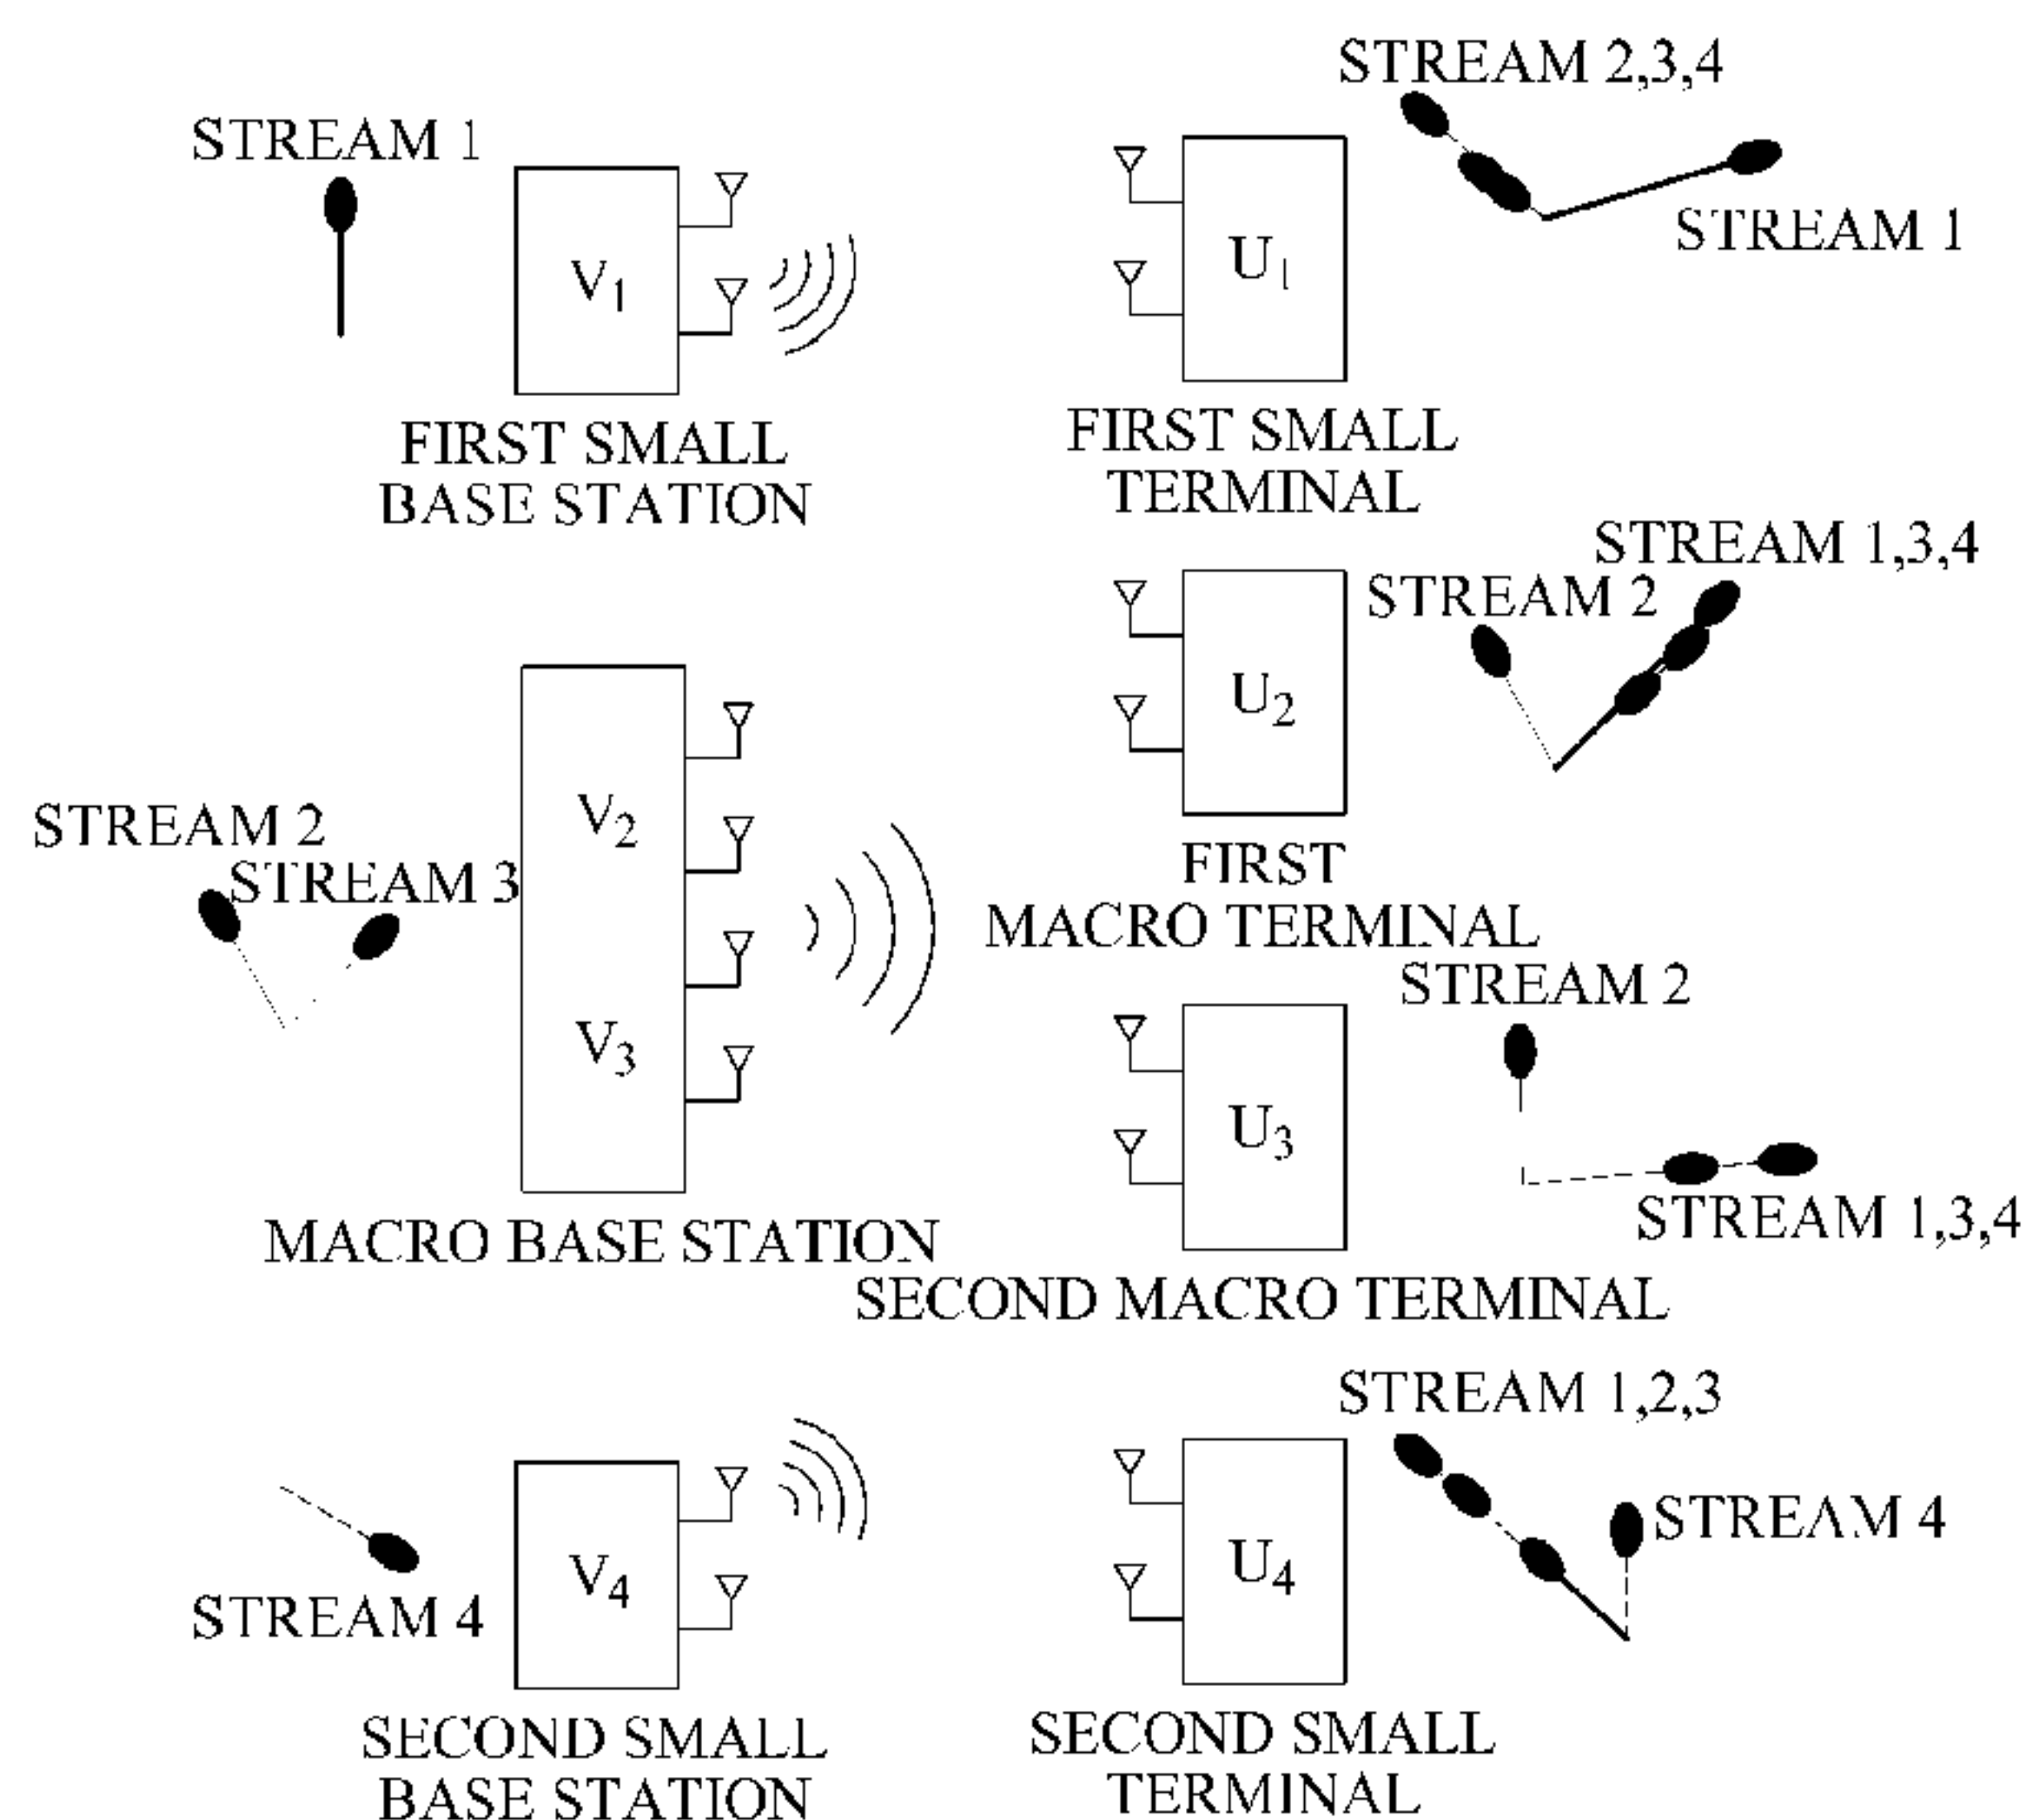 STREAM 2,3,4
STREAM 1
V1
U1
STREAM 1
FIRST SMALL
BASE STATION
FIRST SMALL
TERMINAL
STREAM 1,3,4
STREAM 2
U2
V2
STREAM 2
STREAM 3
FIRST
MACRO TERMINAL
STREAM 2
V3
U3
STREAM 1,3,4
MACRO BASE STATION
SECOND MACRO TERMINAL
STREAM 1,2,3
STREAM 4
V4
U4
STREAM 4
SECOND SMALL
BASE STATION
SECOND SMALL
TERMINAL